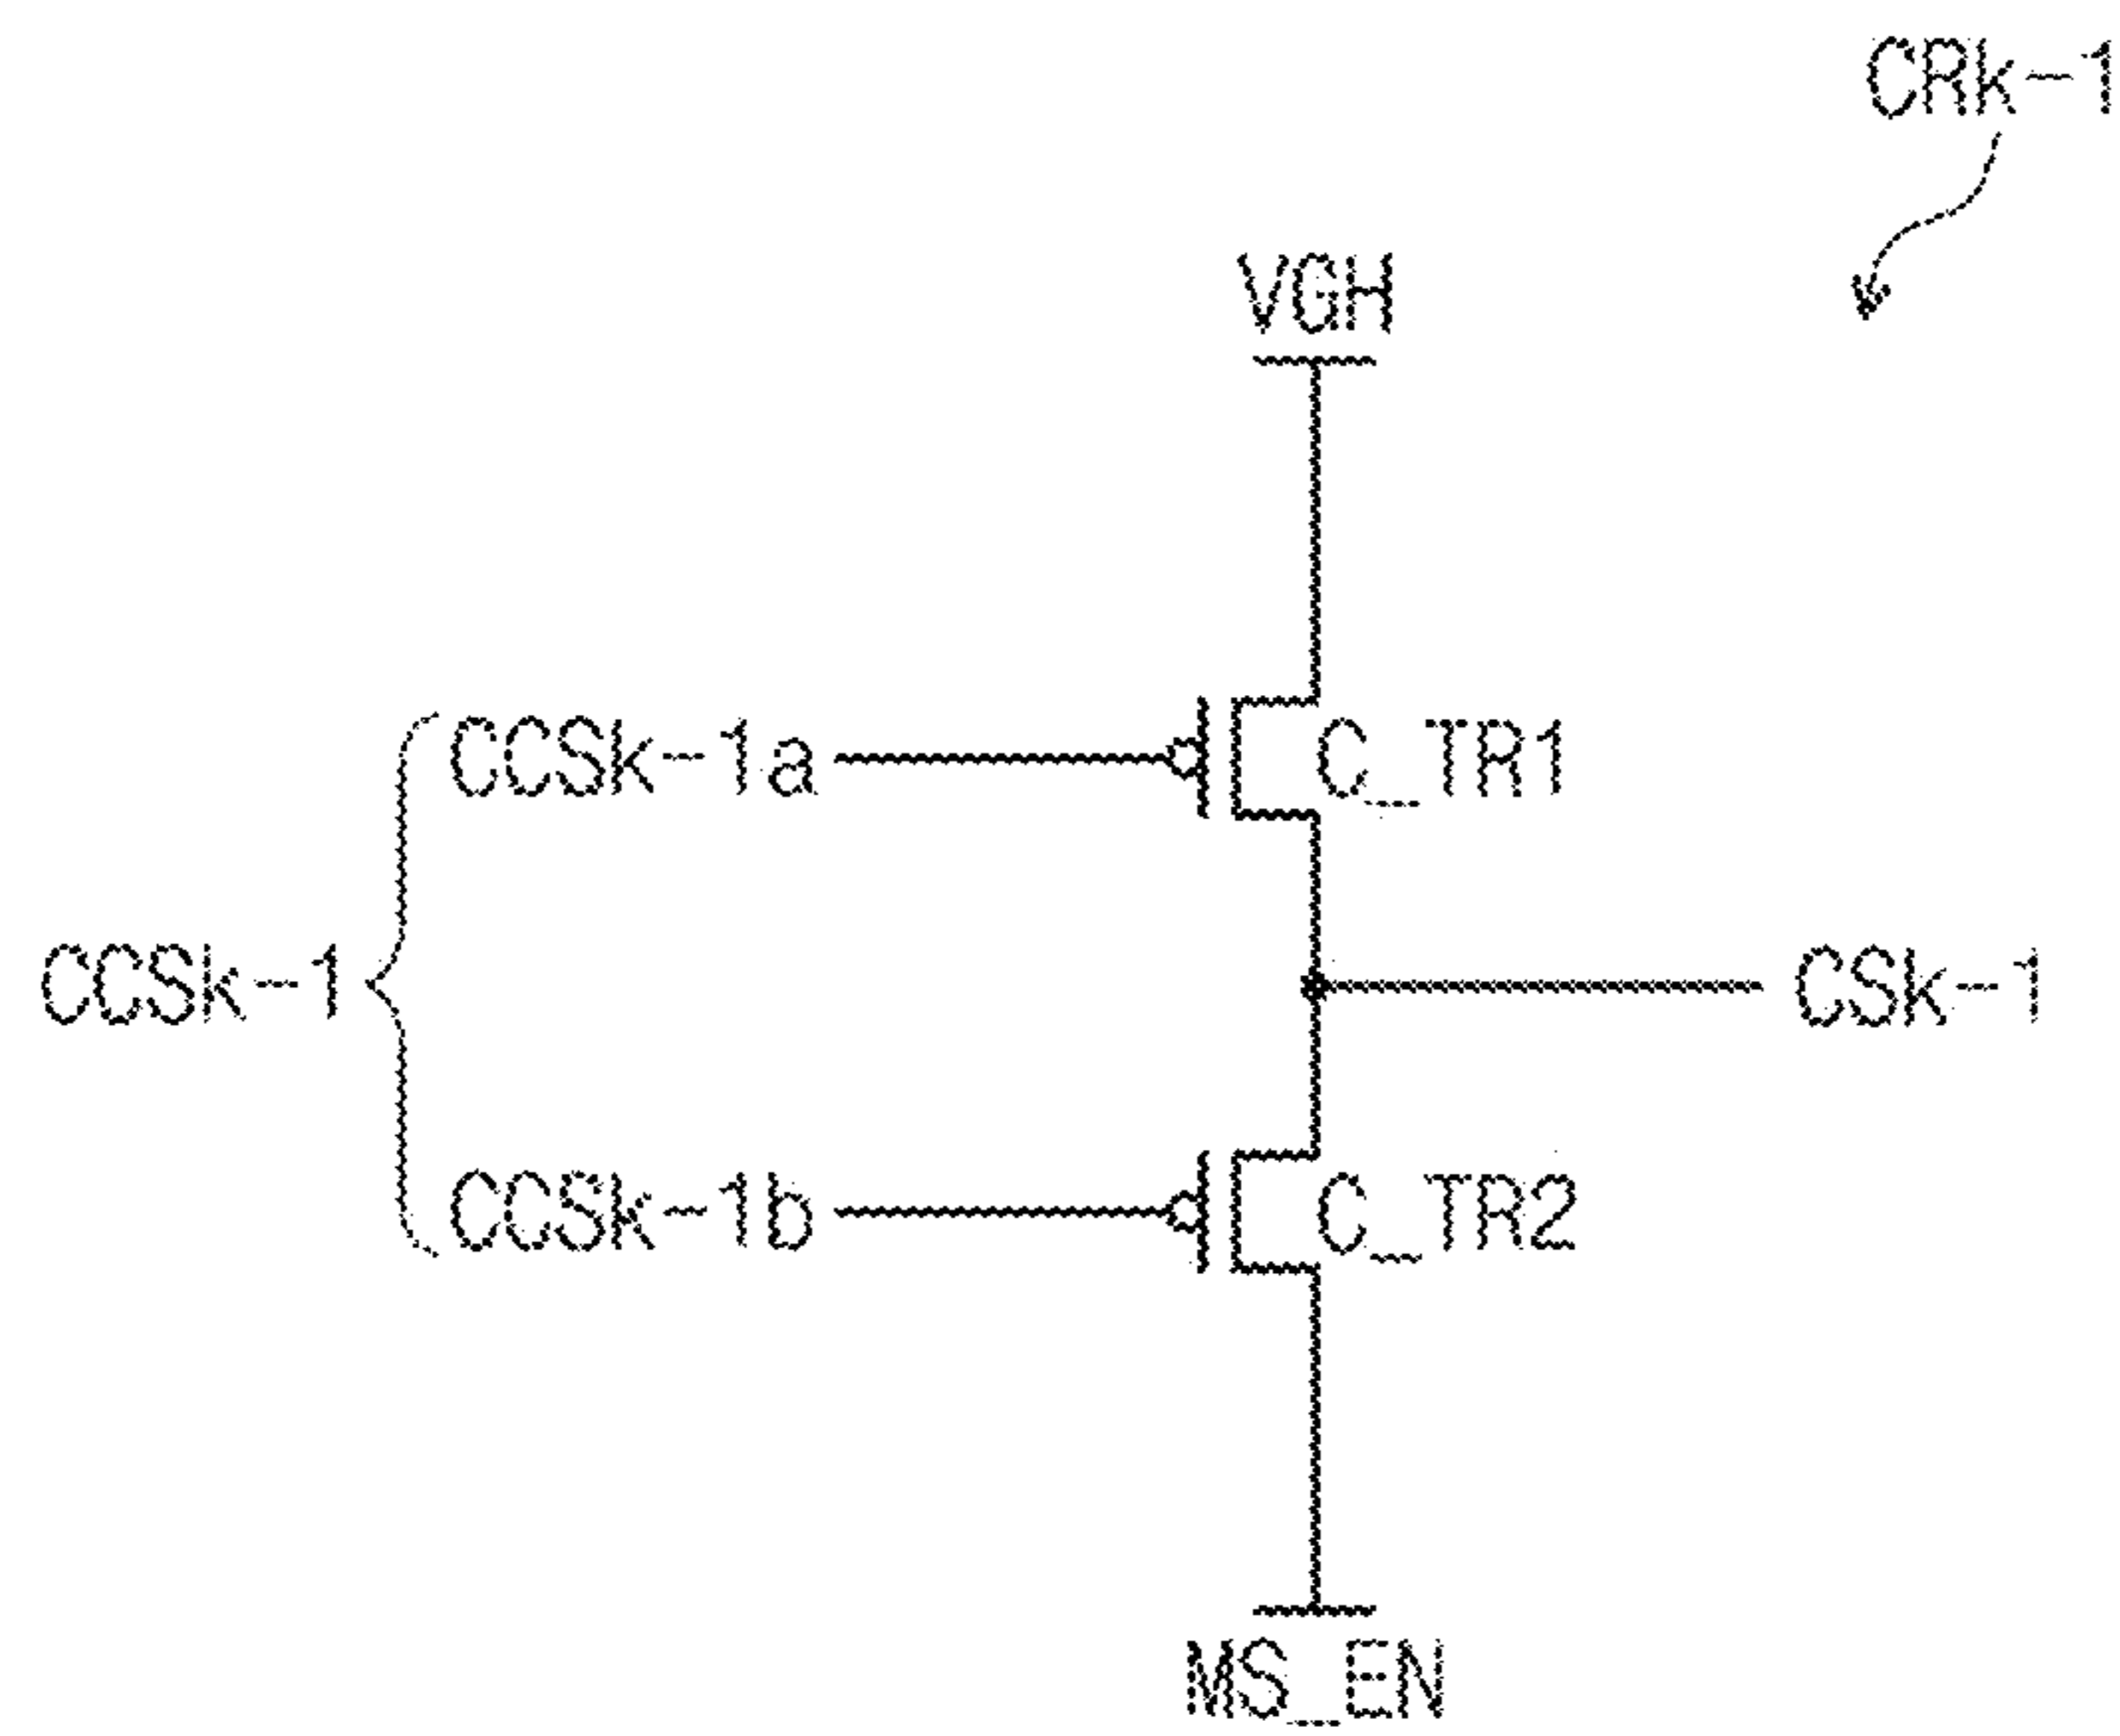 CRk-1
VGH
CCSk-1a
C_TR1
CCSk-1
CSk-1
CCSk-1b
C_TR2
MS_EN